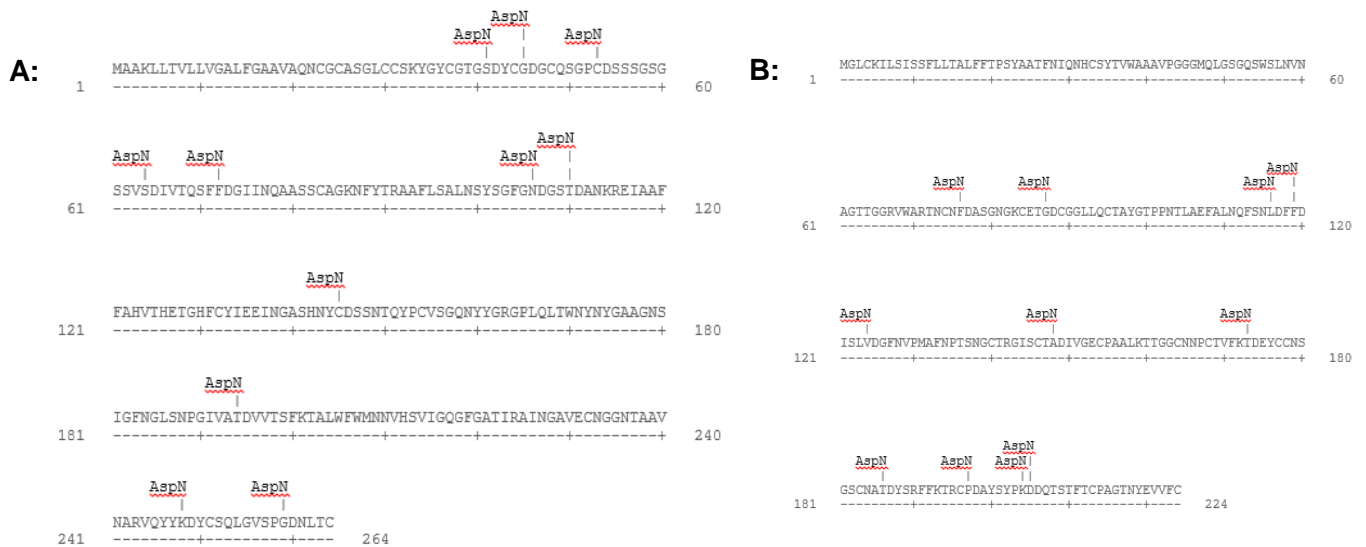 A:
AspN
AspN AspN
| | |
MAAKLLTVLLVGALFGAAVAQNCGCASGLCCSKYGYCGTGSDYCGDGCQSGPCDSSSGSG
1 ---------+---------+---------+---------+---------+---------+ 60
AspN
AspN AspN AspN
| | | |
SSVSDIVTQSFFDGIINQAASSCAGKNFYTRAAFLSALNSYSGFGNDGSTDANKREIAAF
61 ---------+---------+---------+---------+---------+---------+ 120
AspN
|
FAHVTHETGHFCYIEEINGASHNYCDSSNTQYPCVSGQNYYGRGPLQLTWNYNYGAAGNS
121 ---------+---------+---------+---------+---------+---------+ 180
AspN
|
IGFNGLSNPGIVATDVVTSFKTALWFWMNNVHSVIGQGFGATIRAINGAVECNGGNTAAV
181 ---------+---------+---------+---------+---------+---------+ 240
AspN AspN
| |
NARVQYYKDYCSQLGVSPGDNLTC
241 ---------+---------+---- 264
B:
MGLCKILSISSFLLTALFFTPSYAATFNIQNHCSYTVWAAAVPGGGMQLGSGQSWSLNVN
1 ---------+---------+---------+---------+---------+---------+ 60
AspN
AspN AspN AspN
| | | |
AGTTGGRVWARTNCNFDASGNGKCETGDCGGLLQCTAYGTPPNTLAEFALNQFSNLDFFD
61 ---------+---------+---------+---------+---------+---------+ 120
AspN AspN AspN
| | |
ISLVDGFNVPMAFNPTSNGCTRGISCTADIVGECPAALKTTGGCNNPCTVFKTDEYCCNS
121 ---------+---------+---------+---------+---------+---------+ 180
AspN
AspN AspN AspN
| | ||
GSCNATDYSRFFKTRCPDAYSYPKDDQTSTFTCPAGTNYEVVFC
181 ---------+---------+---------+---------+---- 224